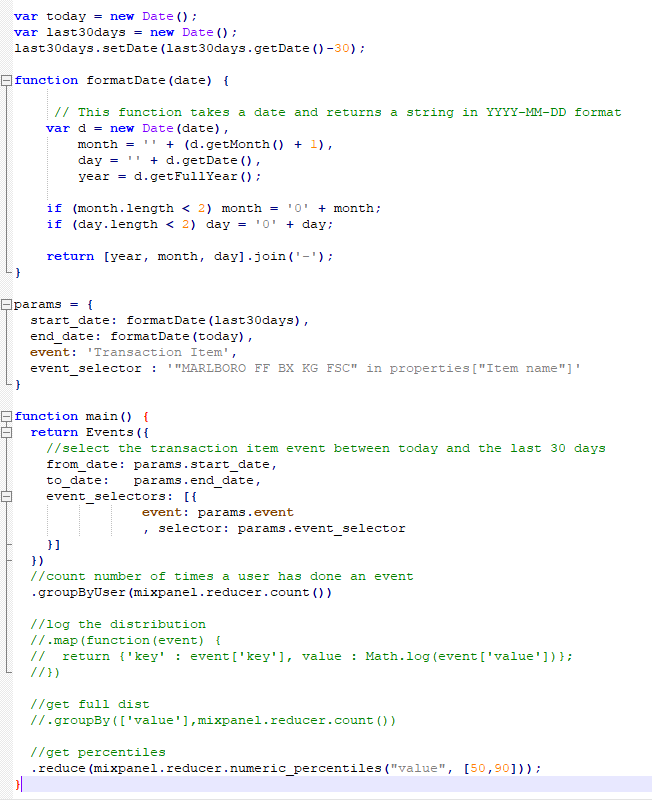 var today = new Date();
var last30days = new Date();
last30days.setDate(last30days.getDate()-30);
function formatDate(date) {
// This function takes a date and returns a string in YYYY-MM-DD format
var d = new Date(date),
month = '' + (d.getMonth() + 1),
day = '' + d.getDate(),
year = d.getFullYear();
if (month.length < 2) month = '0' + month;
if (day.length < 2) day = '0' + day;
return [year, month, day].join('-');
}
params = {
start_date: formatDate(last30days),
end_date: formatDate(today),
event: 'Transaction Item',
event_selector : '"MARLBORO FF BX KG FSC" in properties["Item name"]'
}
function main() {
return Events({
//select the transaction item event between today and the last 30 days
from_date: params.start_date,
to_date:   params.end_date,
event_selectors: [{
event: params.event
, selector: params.event_selector
}]
})
//count number of times a user has done an event
.groupByUser(mixpanel.reducer.count())
//log the distribution
//.map(function(event) {
//  return {'key' : event['key'], value : Math.log(event['value'])};
//})
//get full dist
//.groupBy(['value'],mixpanel.reducer.count())
//get percentiles
.reduce(mixpanel.reducer.numeric_percentiles("value", [50,90]));
}